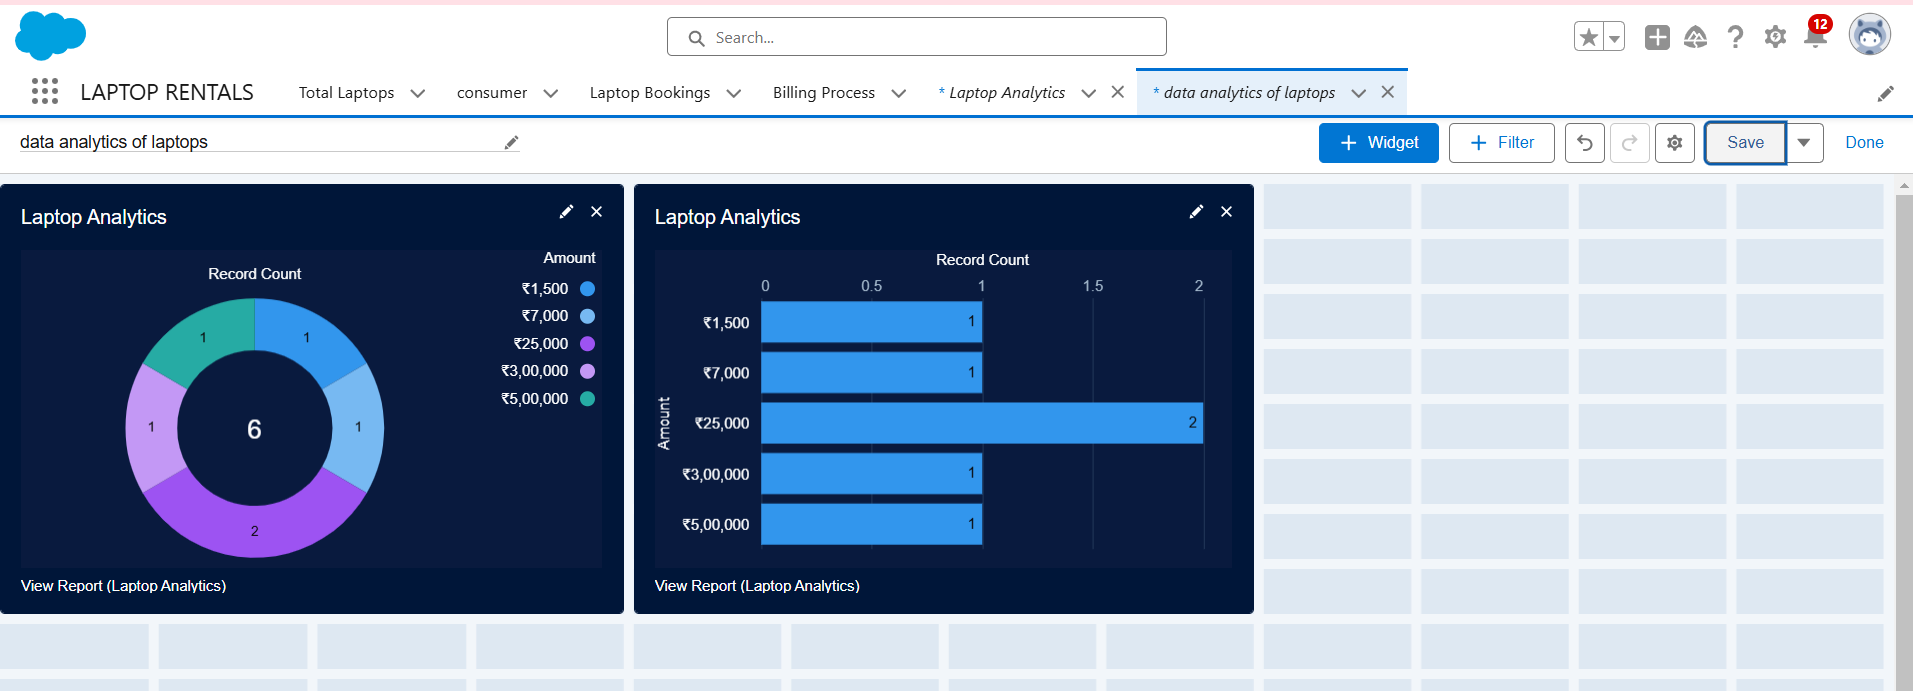 Search...
12
LAPTOP RENTALS
Total Laptops
consumer
Laptop Bookings
Billing Process
* Laptop Analytics
* data analytics of laptops
data analytics of laptops
Widget
Filter
Save
Done
Laptop Analytics
Record Count
Amount
₹1,500
₹7,000
₹25,000
₹3,00,000
₹5,00,000
1
1
1
1
2
6
View Report (Laptop Analytics)
Laptop Analytics
Record Count
0 0.5 1 1.5 2
Amount
₹1,500 1
₹7,000 1
₹25,000 2
₹3,00,000 1
₹5,00,000 1
View Report (Laptop Analytics)